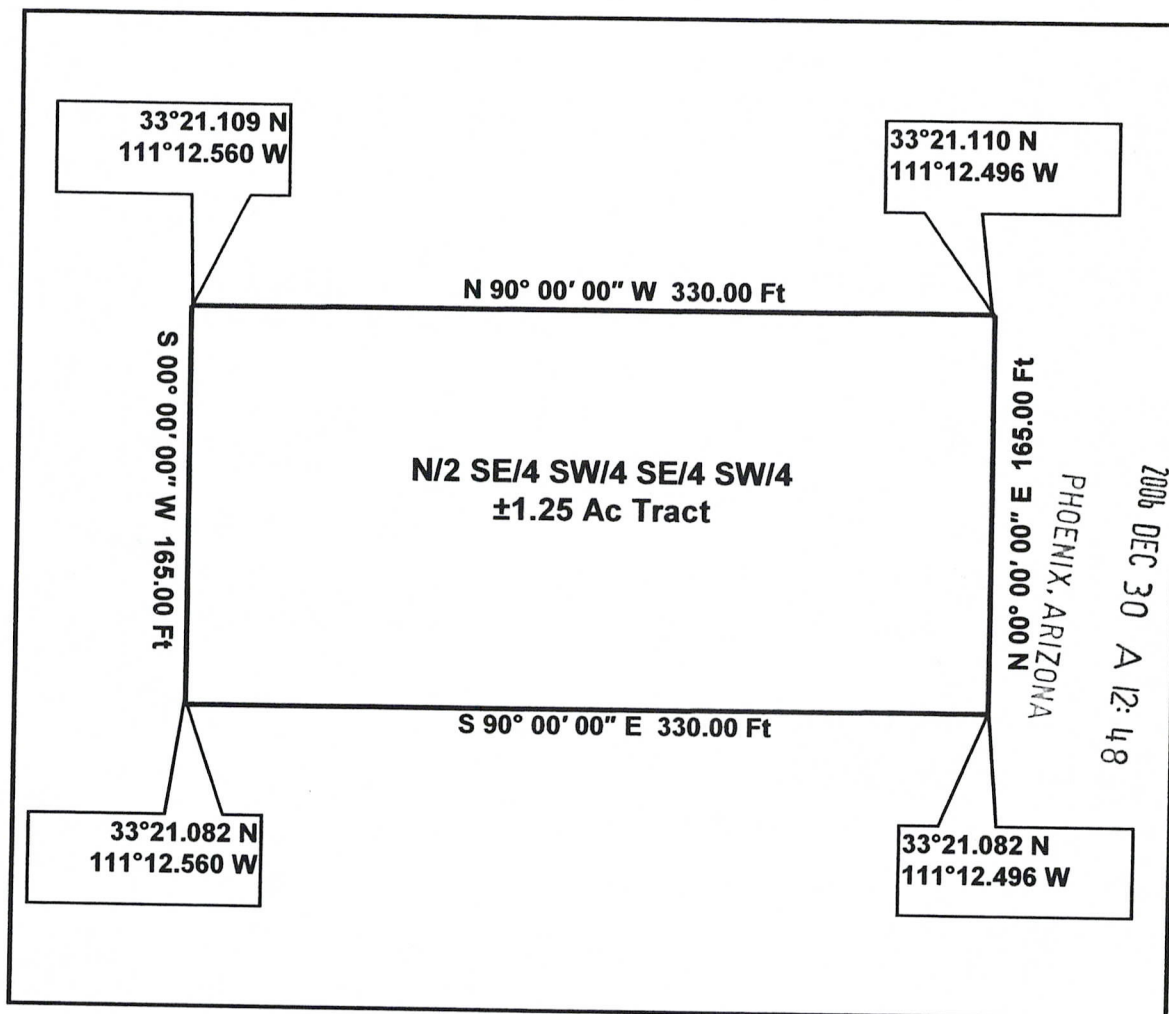 33°21.109 N
111°12.560 W
33°21.110 N
111°12.496 W
N 90° 00' 00" W 330.00 Ft
S 00° 00' 00" W 165.00 Ft
N/2 SE/4 SW/4 SE/4 SW/4
±1.25 Ac Tract
N 00° 00' 00" E 165.00 Ft
PHOENIX, ARIZONA
DEC 30 A 12: 48
S 90° 00' 00" E 330.00 Ft
33°21.082 N
111°12.560 W
33°21.082 N
111°12.496 W